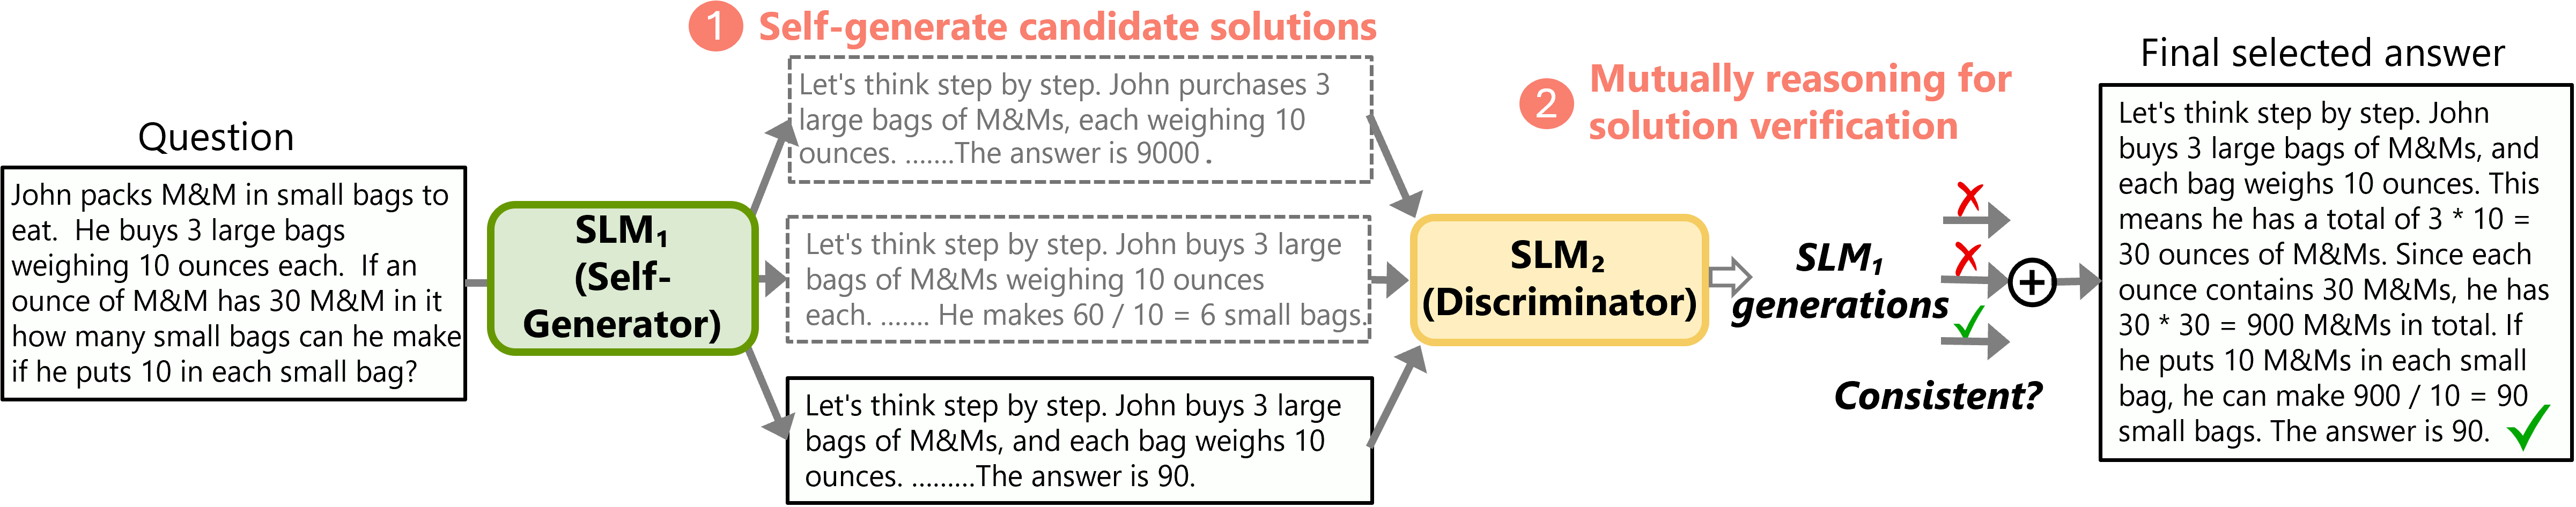 Question
John packs M&M in small bags to
eat. He buys 3 large bags
weighing 10 ounces each. If an
ounce of M&M has 30 M&M in it
how many small bags can he make
if he puts 10 in each small bag?
SLM₁
(Self-
Generator)
1 Self-generate candidate solutions
Let's think step by step. John purchases 3
large bags of M&Ms, each weighing 10
ounces. .......The answer is 9000.
Let's think step by step. John buys 3 large
bags of M&Ms weighing 10 ounces
each. ....... He makes 60 / 10 = 6 small bags.
Let's think step by step. John buys 3 large
bags of M&Ms, and each bag weighs 10
ounces. .........The answer is 90.
SLM₂
(Discriminator)
2 Mutually reasoning for
solution verification
SLM₁
generations
Consistent?
Final selected answer
Let's think step by step. John
buys 3 large bags of M&Ms, and
each bag weighs 10 ounces. This
means he has a total of 3 * 10 =
30 ounces of M&Ms. Since each
ounce contains 30 M&Ms, he has
30 * 30 = 900 M&Ms in total. If
he puts 10 M&Ms in each small
bag, he can make 900 / 10 = 90
small bags. The answer is 90.